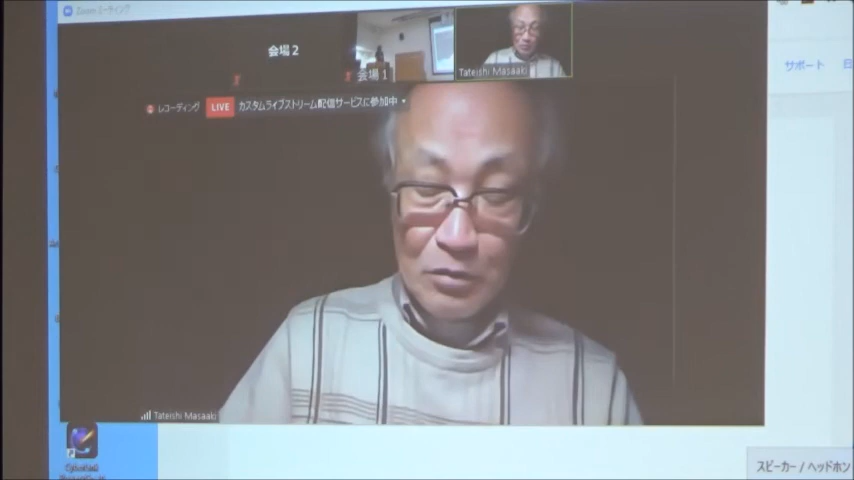 Zoom ミーティング
会場 2
会場 1
Tateishi Masaaki
サポート
レコーディング
LIVE
カスタムライブストリーム配信サービスに参加中
Tateishi Masaaki
スピーカー / ヘッドホン